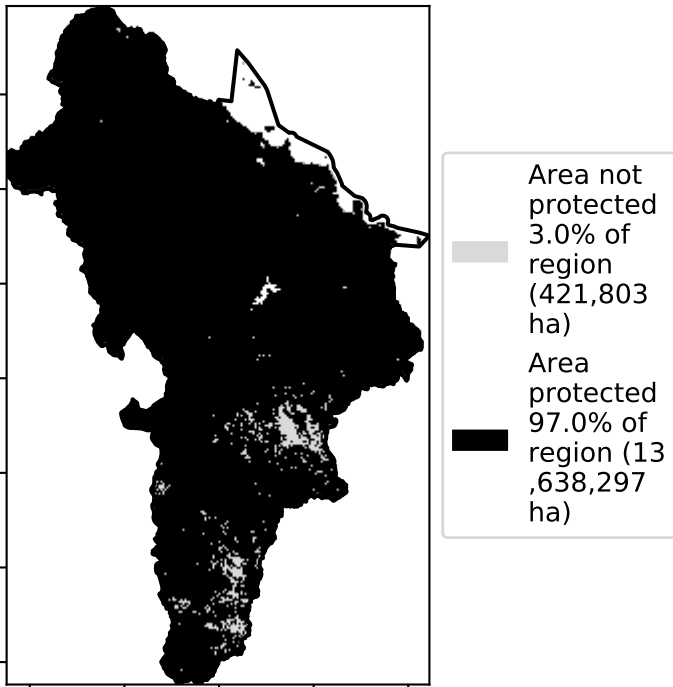 Area not
protected
3.0% of
region
(421,803
ha)
Area
protected
97.0% of
region (13
,638,297
ha)